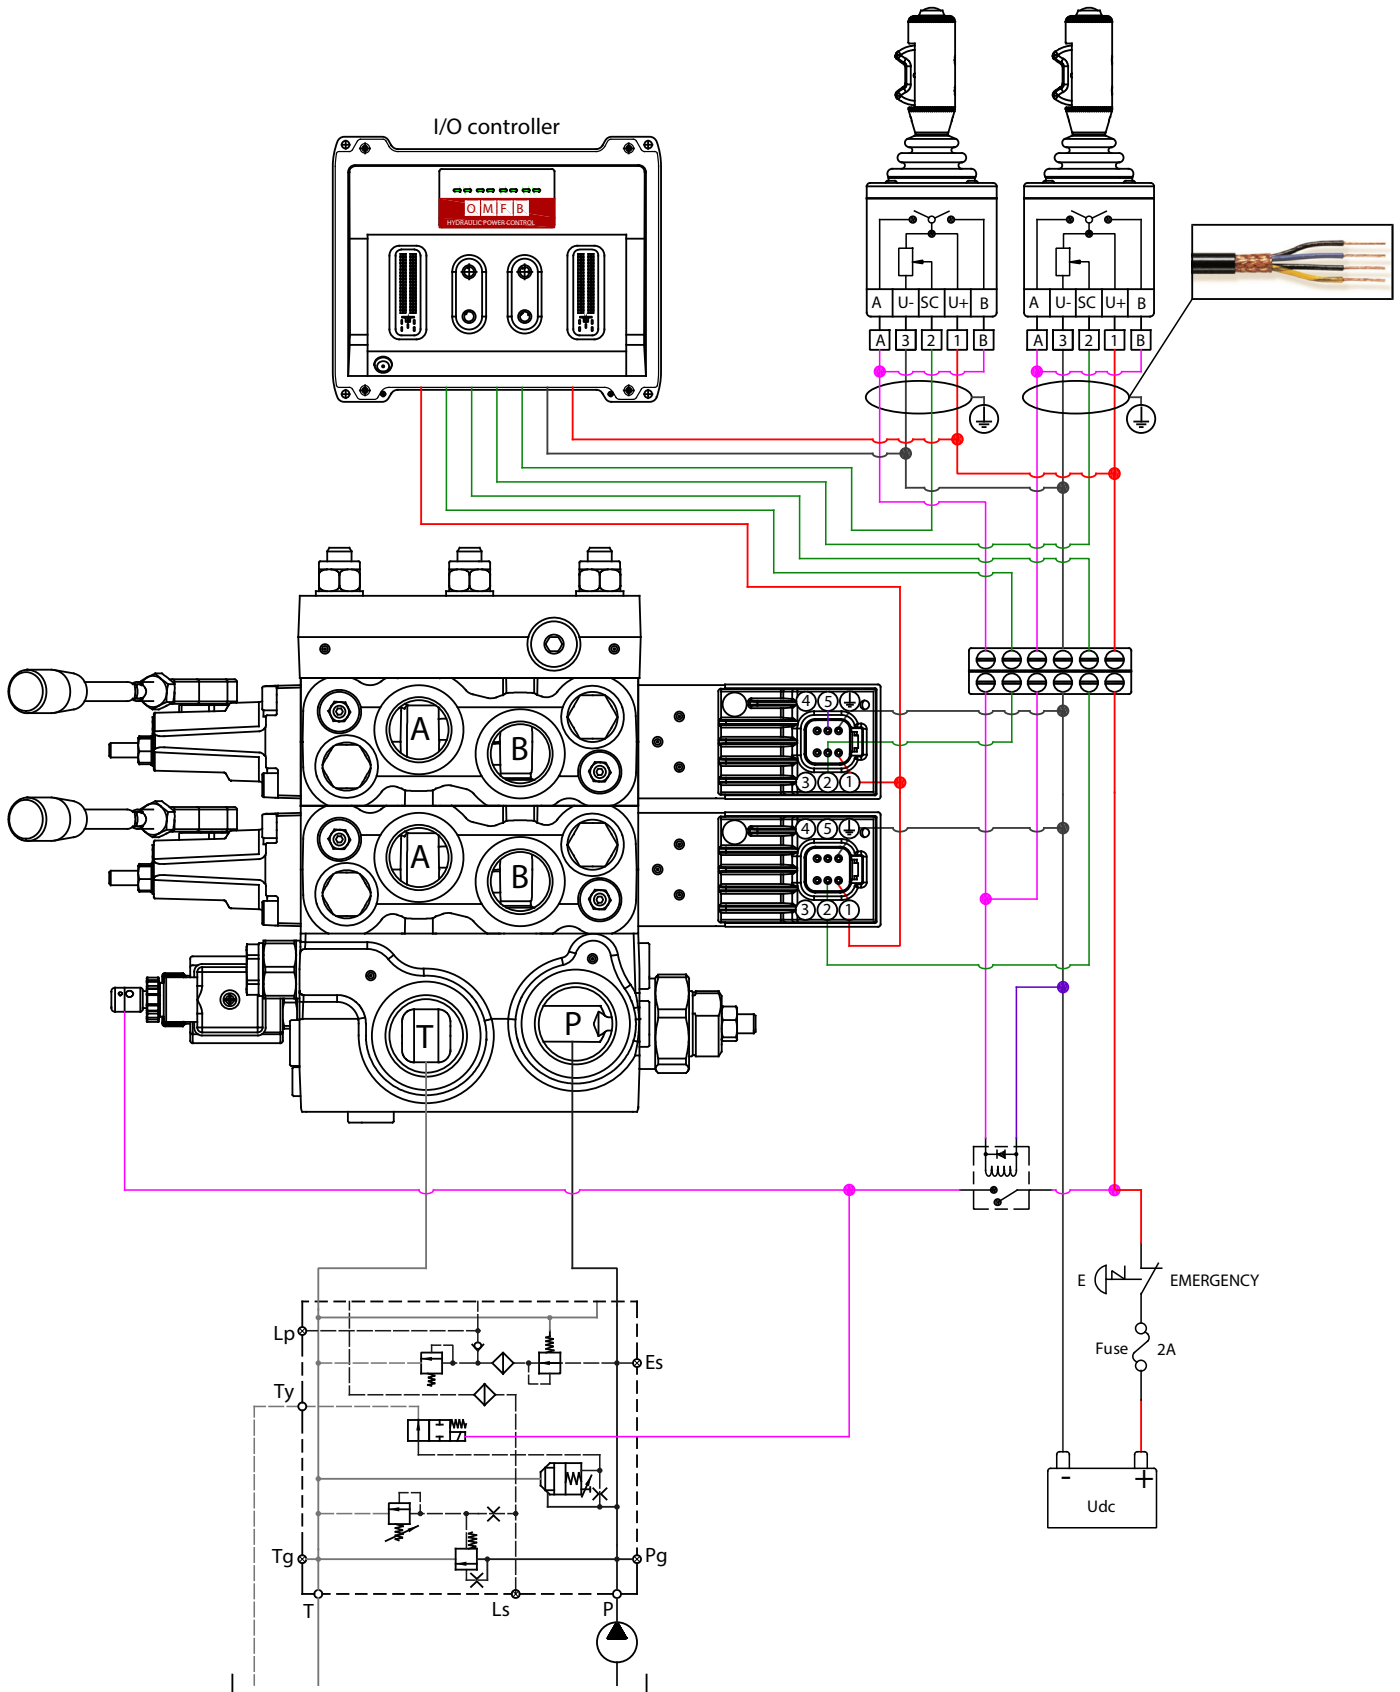 I/O controller
O M F B
HYDRAULIC POWER-CONTROL
A U- SC U+ B
A 3 2 1 B
A U- SC U+ B
A 3 2 1 B
A
B
4 5
3 2 1
A
B
4 5
3 2 1
T
P
E EMERGENCY
Fuse 2A
- +
Udc
Lp
Es
Ty
Tg
Pg
T
Ls
P